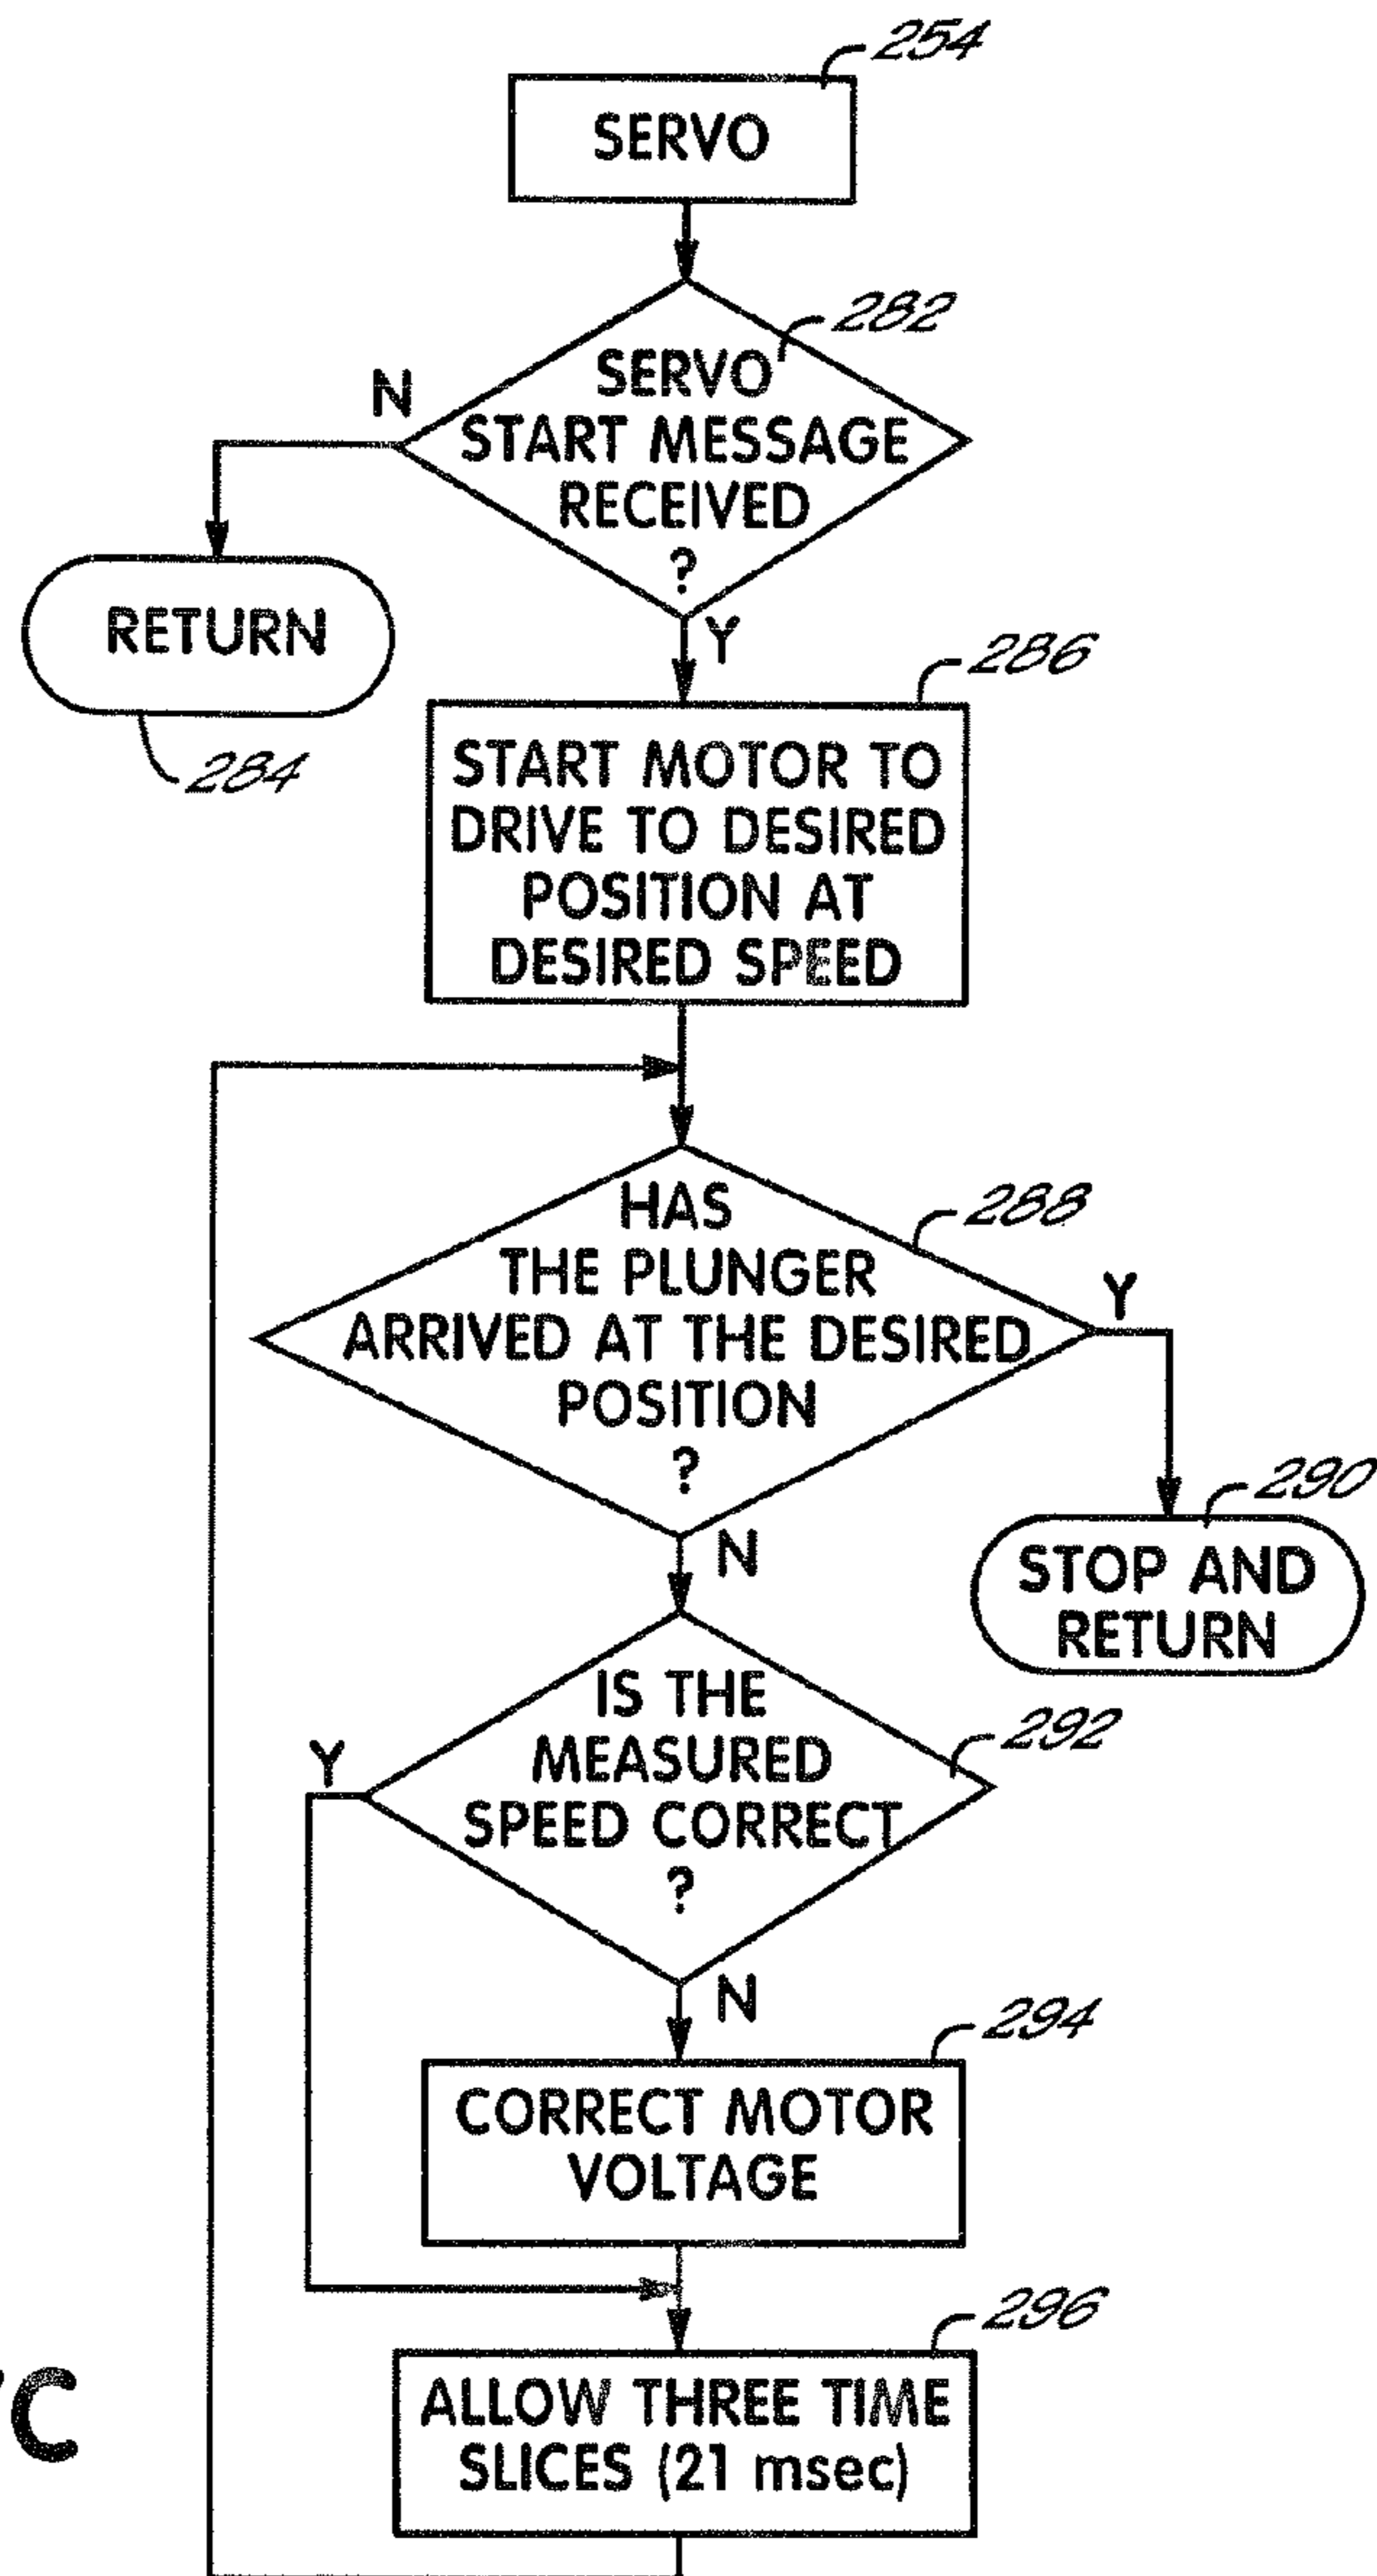 254
SERVO
282
N
SERVO
START MESSAGE
RECEIVED
?
Y
RETURN
284
286
START MOTOR TO
DRIVE TO DESIRED
POSITION AT
DESIRED SPEED
288
HAS
THE PLUNGER
ARRIVED AT THE DESIRED
POSITION
?
Y
N
290
STOP AND
RETURN
IS THE
MEASURED
SPEED CORRECT
?
292
Y
N
294
CORRECT MOTOR
VOLTAGE
296
ALLOW THREE TIME
SLICES (21 msec)
C